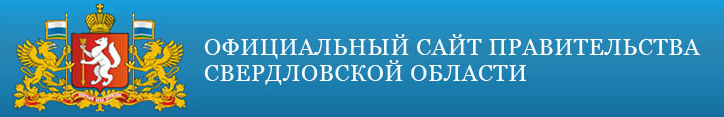 ОФИЦИАЛЬНЫЙ САЙТ ПРАВИТЕЛЬСТВА
СВЕРДЛОВСКОЙ ОБЛАСТИ